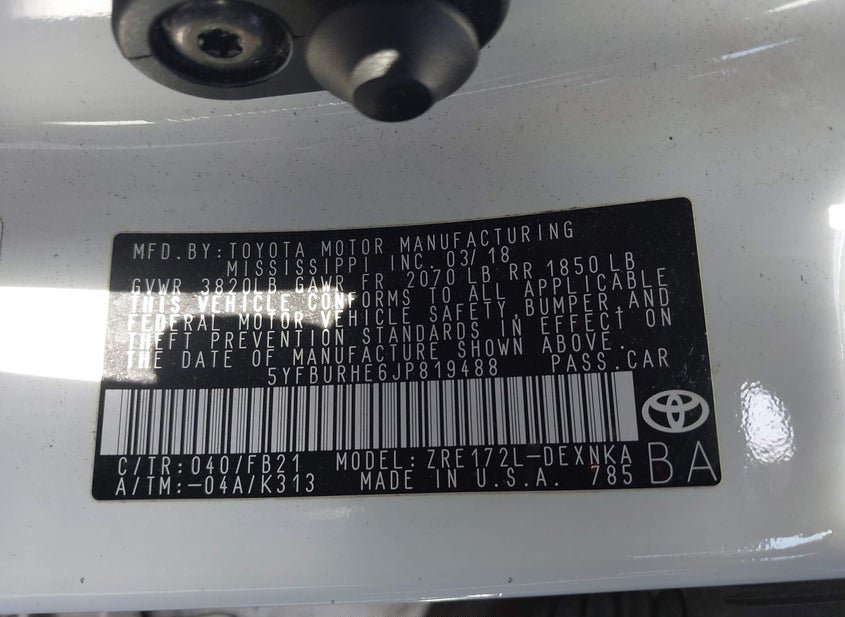 MFD.BY:TOYOTA MOTOR MANUFACTURING
MISSISSIPPI INC. 03/18
GVWR 3820LB GAWR FR 2070 LB RR 1850 LB
THIS VEHICLE CONFORMS TO ALL APPLICABLE
FEDERAL MOTOR VEHICLE SAFETY,BUMPER,AND
THEFT PREVENTION STANDARDS IN EFFECT ON
THE DATE OF MANUFACTURE SHOWN ABOVE.
5YFBURHE6JP819488 PASS.CAR
C/TR:040/FB21 MODEL:ZRE172L-DEXNKA
A/TM:-04A/K313 MADE IN U.S.A. 785
BA